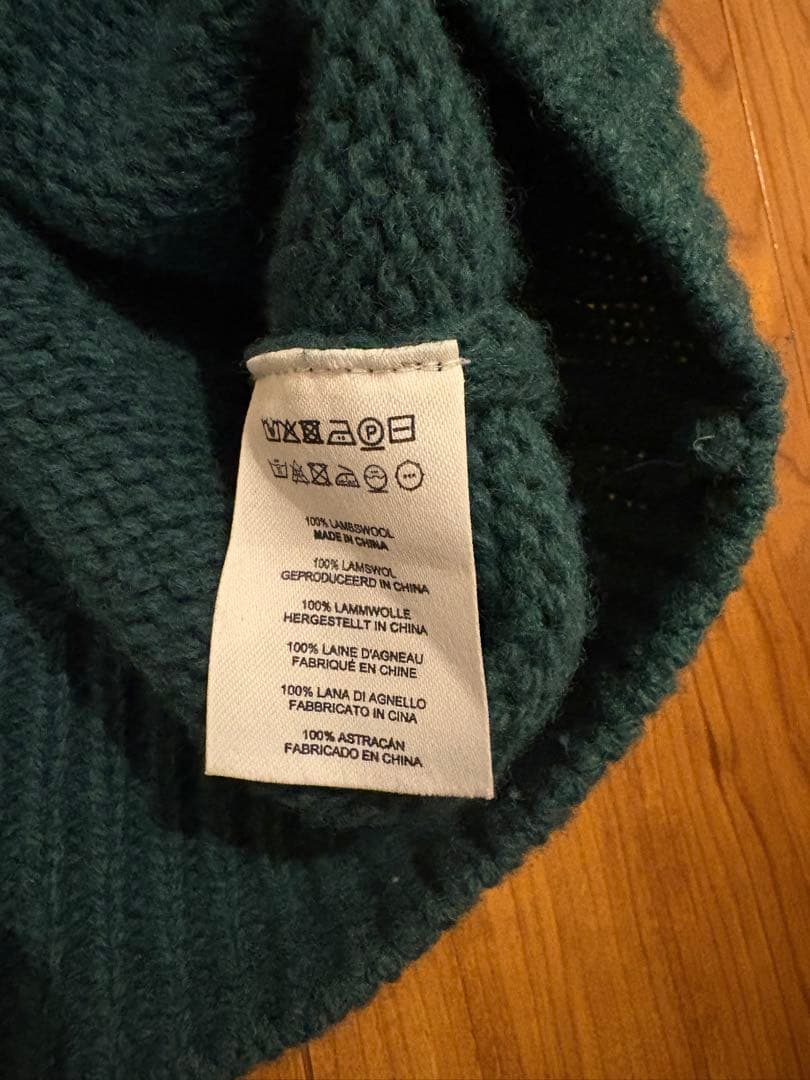 P
100% LAMBSWOOL
MADE IN CHINA
100% LAMSWOL
GEPRODUCEERD IN CHINA
100% LAMMWOLLE
HERGESTELLT IN CHINA
100% LAINE D'AGNEAU
FABRIQUÉ EN CHINE
100% LANA DI AGNELLO
FABBRICATO IN CINA
100% ASTRACÁN
FABRICADO EN CHINA